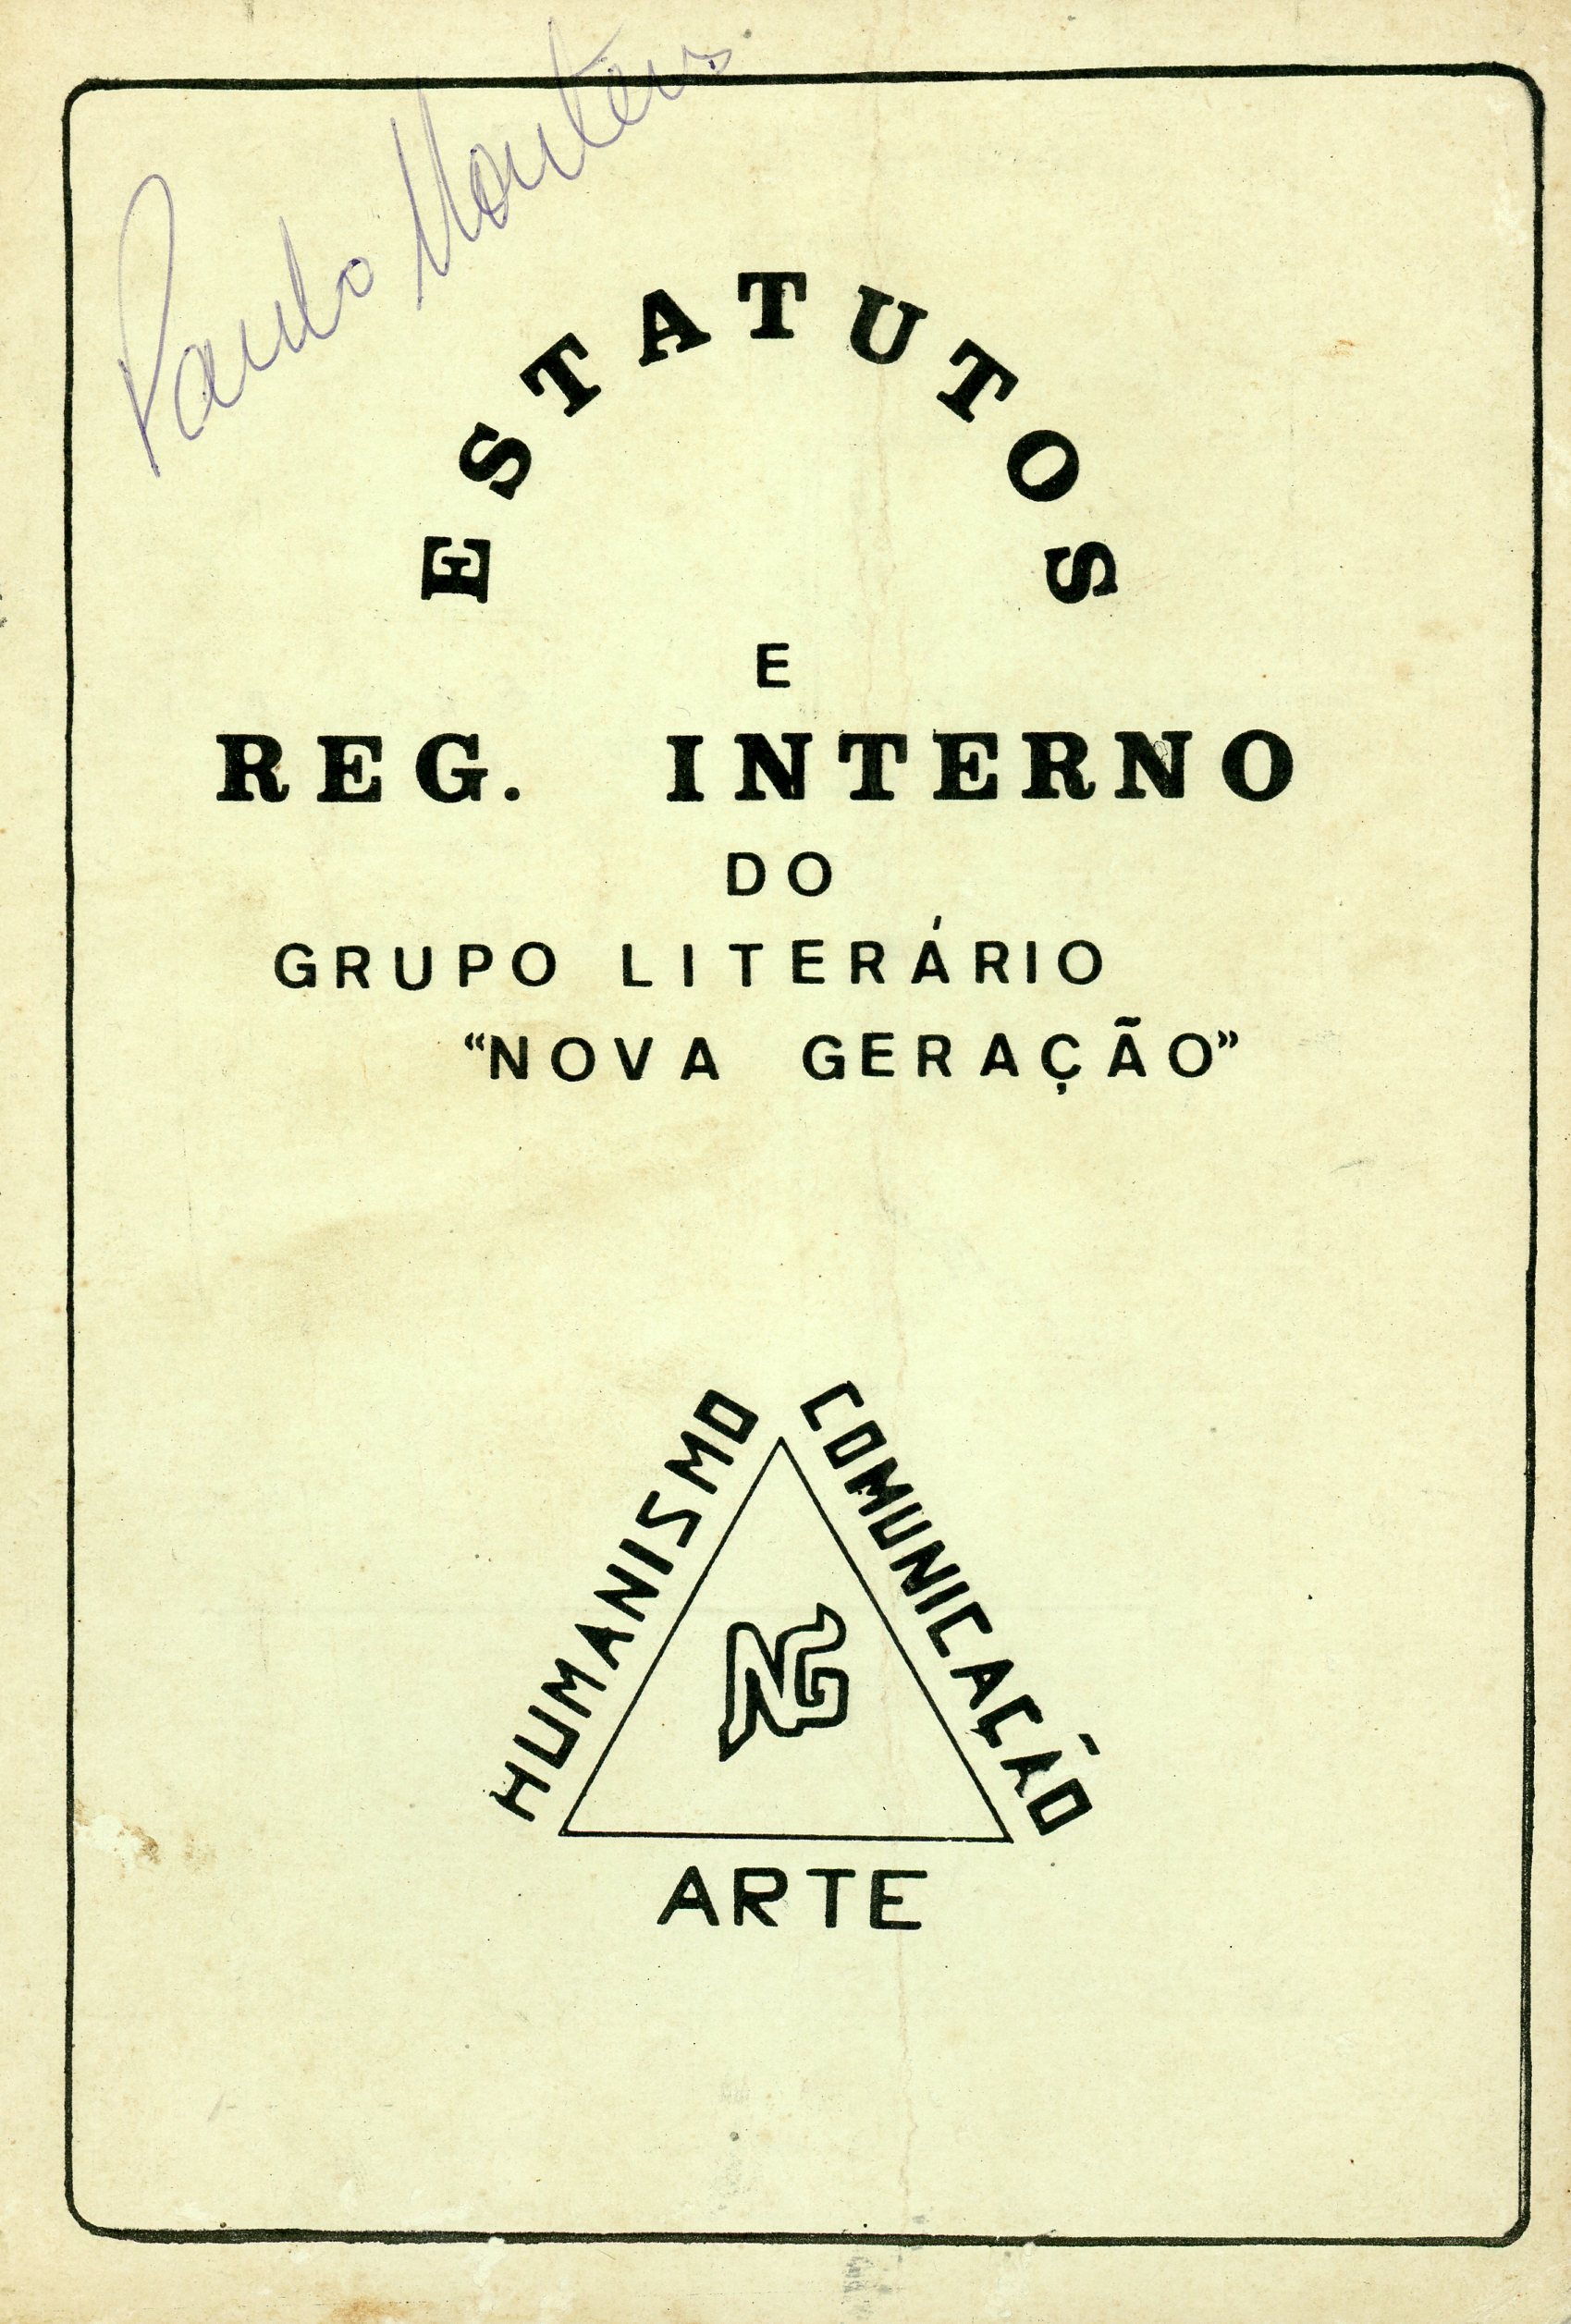 Paulo Monteiro
ESTATUTOS
E
REG. INTERNO
DO
GRUPO LITERÁRIO
“NOVA GERAÇÃO”
HUMANISMO
COMUNICAÇÃO
NG
ARTE